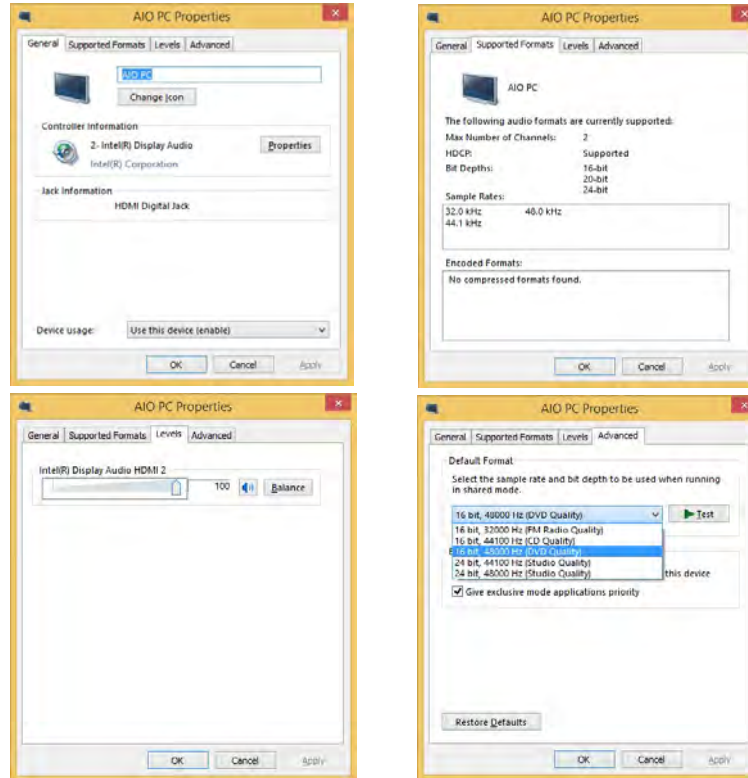 AIO PC Properties
General Supported Formats Levels Advanced
AIO PC
Change Icon
Controller Information
2- Intel(R) Display Audio Properties
Intel(R) Corporation
Jack Information
HDMI Digital Jack
Device usage: Use this device (enable)
OK Cancel Apply
AIO PC Properties
General Supported Formats Levels Advanced
AIO PC
The following audio formats are currently supported:
Max Number of Channels: 2
HDCP: Supported
Bit Depths: 16-bit
20-bit
24-bit
Sample Rates:
32.0 kHz 48.0 kHz
44.1 kHz
Encoded Formats:
No compressed formats found.
OK Cancel Apply
AIO PC Properties
General Supported Formats Levels Advanced
Intel(R) Display Audio HDMI 2
100 Balance
OK Cancel Apply
AIO PC Properties
General Supported Formats Levels Advanced
Default Format
Select the sample rate and bit depth to be used when running
in shared mode.
16 bit, 48000 Hz (DVD Quality) Test
16 bit, 32000 Hz (FM Radio Quality)
16 bit, 44100 Hz (CD Quality)
16 bit, 48000 Hz (DVD Quality)
24 bit, 44100 Hz (Studio Quality)
24 bit, 48000 Hz (Studio Quality) this device
Give exclusive mode applications priority
Restore Defaults
OK Cancel Apply